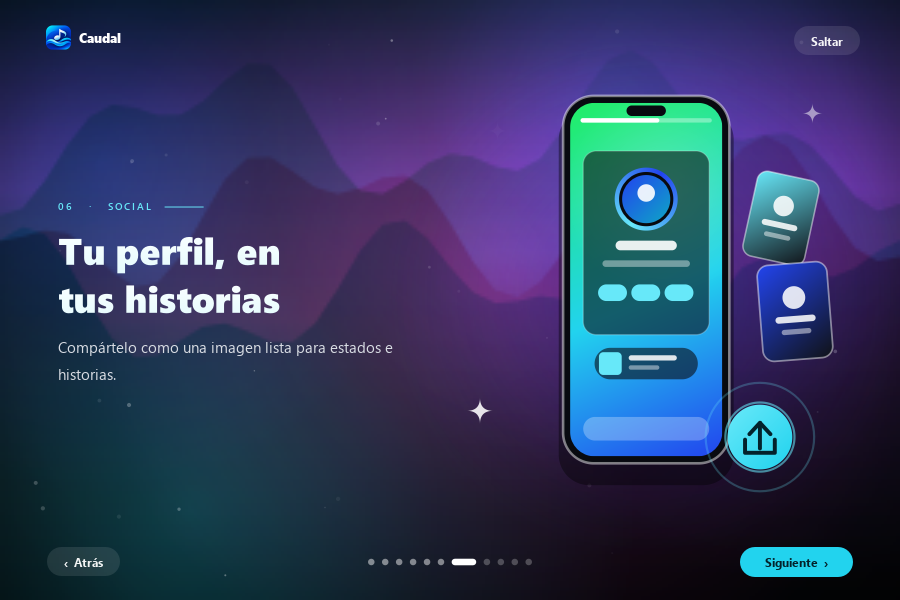 Caudal
Saltar
06 · SOCIAL
Tu perfil, en
tus historias
Compártelo como una imagen lista para estados e
historias.
‹ Atrás
Siguiente ›